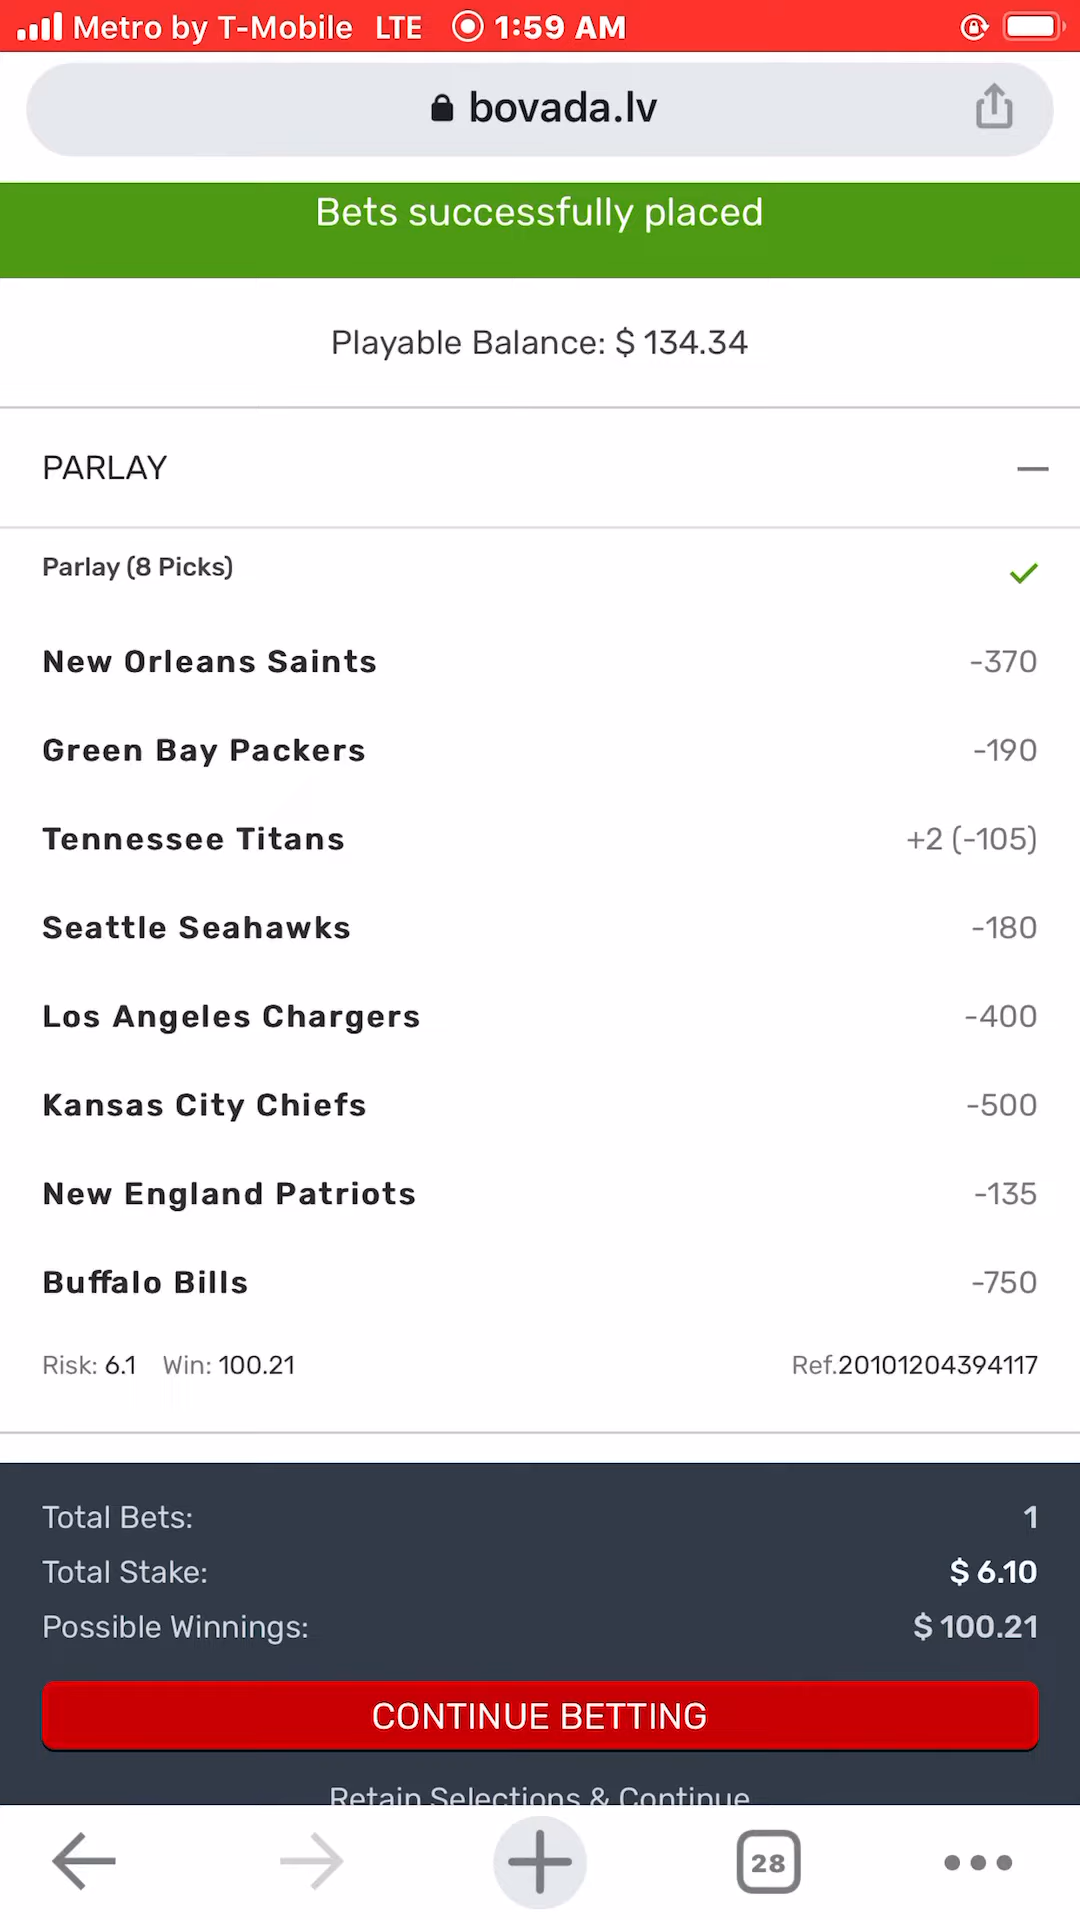 Metro by T-Mobile LTE 1:59 AM
bovada.lv
Bets successfully placed
Playable Balance: $ 134.34
PARLAY
Parlay (8 Picks)
New Orleans Saints -370
Green Bay Packers -190
Tennessee Titans +2 (-105)
Seattle Seahawks -180
Los Angeles Chargers -400
Kansas City Chiefs -500
New England Patriots -135
Buffalo Bills -750
Risk: 6.1 Win: 100.21 Ref.20101204394117
Total Bets: 1
Total Stake: $ 6.10
Possible Winnings: $ 100.21
CONTINUE BETTING
Retain Selections & Continue
28